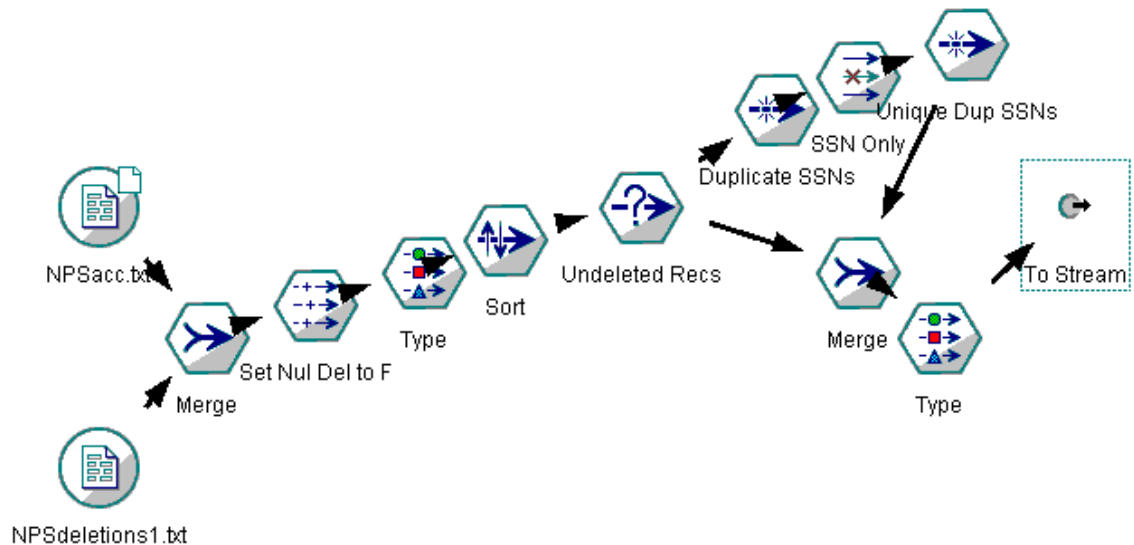 NPSacc.txt
NPSdeletions1.txt
Merge
Set Nul Del to F
Type
Sort
Undeleted Recs
Duplicate SSNs
SSN Only
Unique Dup SSNs
Merge
Type
To Stream